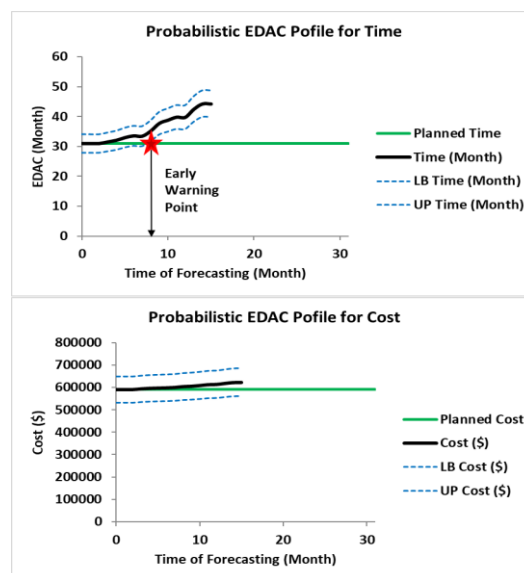 Probabilistic EDAC Pofile for Time
60
50
40
30
20
10
0
EDAC (Month)
0 10 20 30
Time of Forecasting (Month)
Early
Warning
Point
Planned Time
Time (Month)
LB Time (Month)
UP Time (Month)
Probabilistic EDAC Pofile for Cost
800000
700000
600000
500000
400000
300000
200000
100000
0
Cost ($)
0 10 20 30
Time of Forecasting (Month)
Planned Cost
Cost ($)
LB Cost ($)
UP Cost ($)